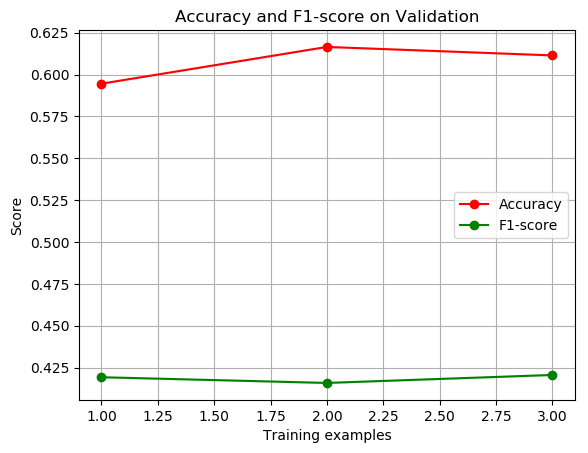 Accuracy and F1-score on Validation
0.625
0.600
0.575
0.550
0.525
0.500
0.475
0.450
0.425
Score
Accuracy
F1-score
1.00 1.25 1.50 1.75 2.00 2.25 2.50 2.75 3.00
Training examples